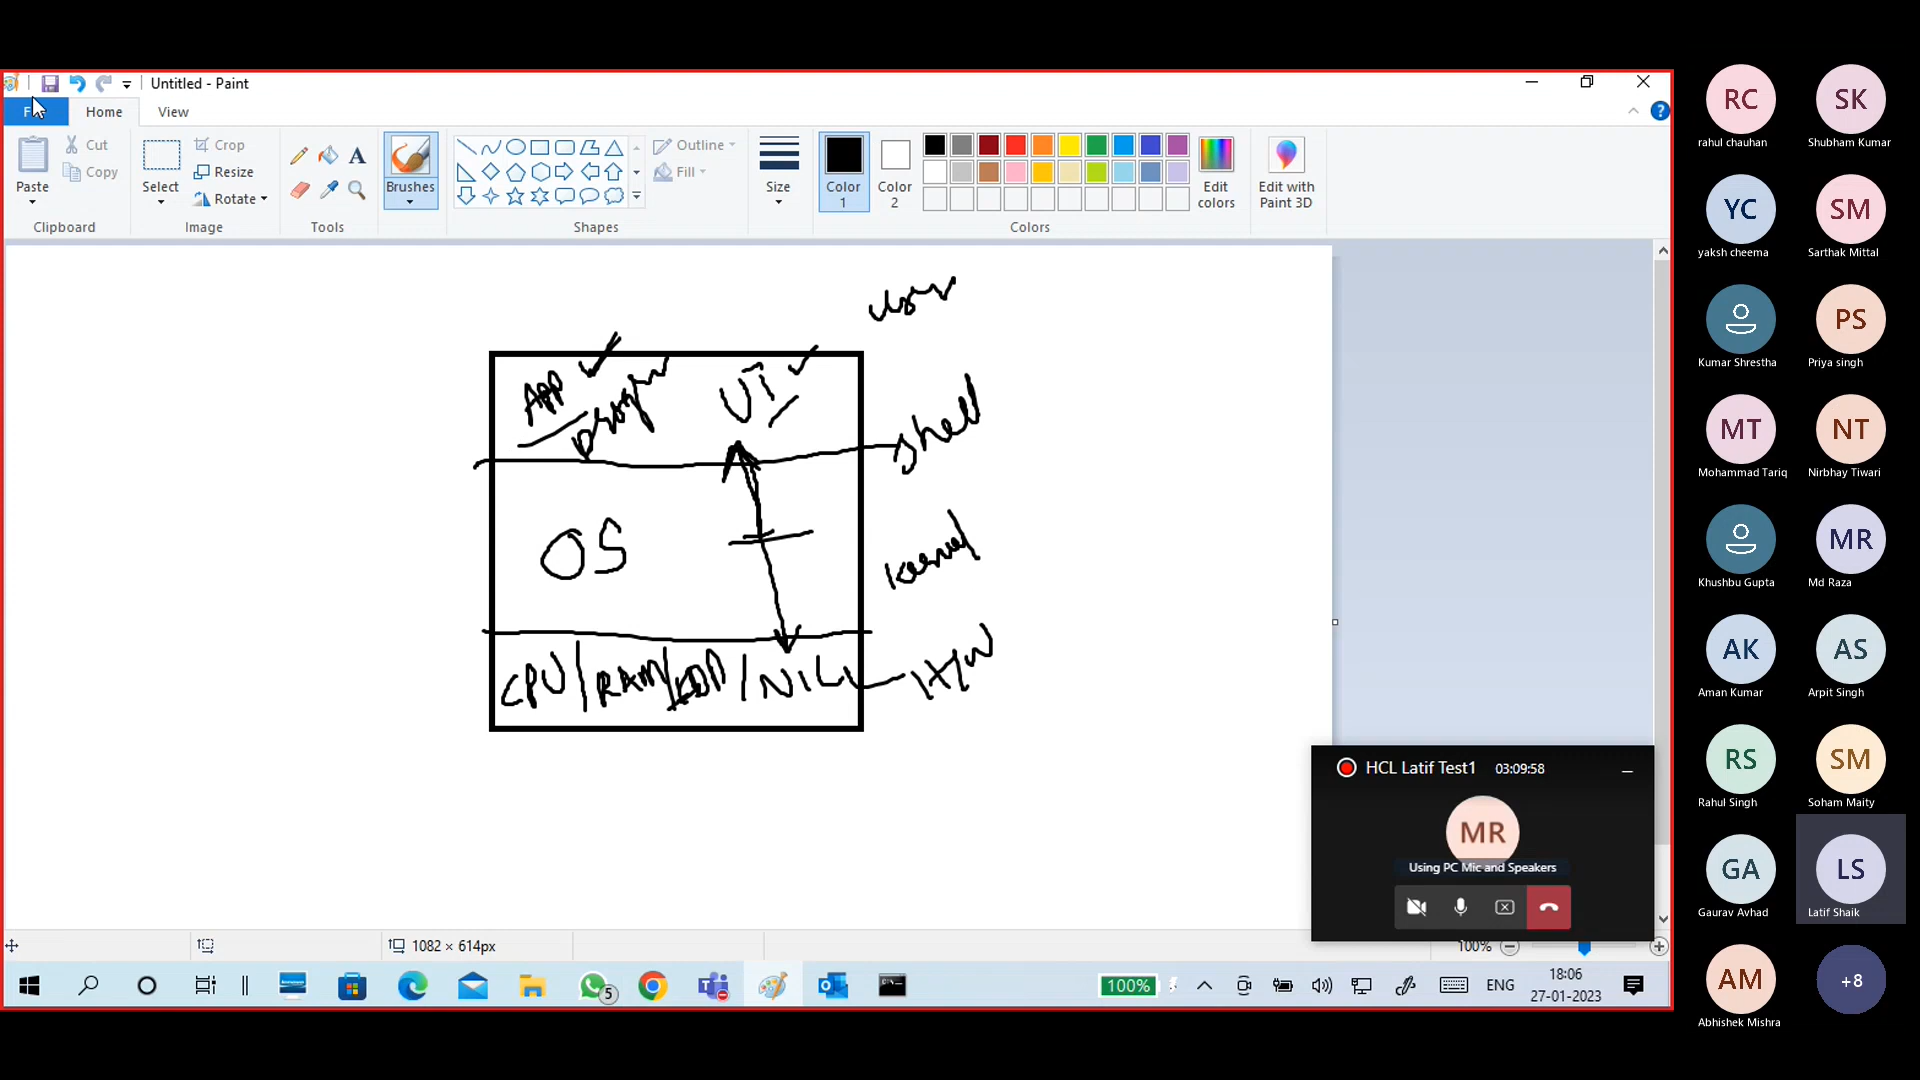 Untitled - Paint
Home
View
Paste
Cut
Copy
Clipboard
Select
Crop
Resize
Rotate
Image
Tools
Brushes
Shapes
Outline
Fill
Size
Color 1
Color 2
Edit colors
Edit with Paint 3D
Colors
user
APP
UI
shell
OS
kernel
CPU/RAM/HDD/NIC
H/W
HCL Latif Test1 03:09:58
MR
Using PC Mic and Speakers
1082 × 614px
100%
5
100%
ENG
18:06
27-01-2023
RC
rahul chauhan
SK
Shubham Kumar
YC
yaksh cheema
SM
Sarthak Mittal
Kumar Shrestha
PS
Priya singh
MT
Mohammad Tariq
NT
Nirbhay Tiwari
Khushbu Gupta
MR
Md Raza
AK
Aman Kumar
AS
Arpit Singh
RS
Rahul Singh
SM
Soham Maity
GA
Gaurav Avhad
LS
Latif Shaik
AM
Abhishek Mishra
+8